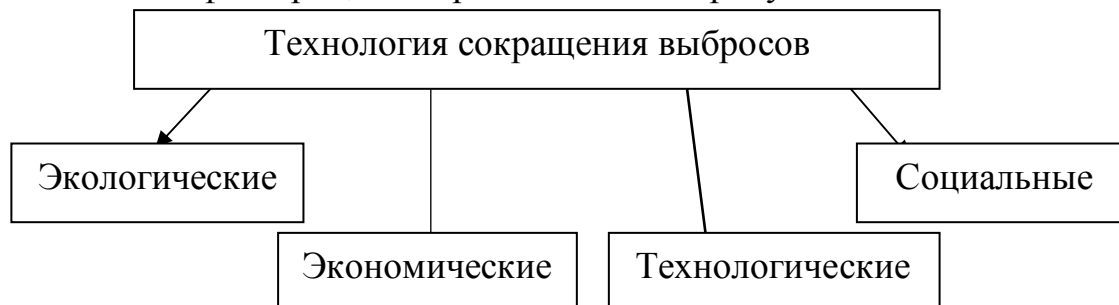 Технология сокращения выбросов
Экологические
Социальные
Экономические
Технологические